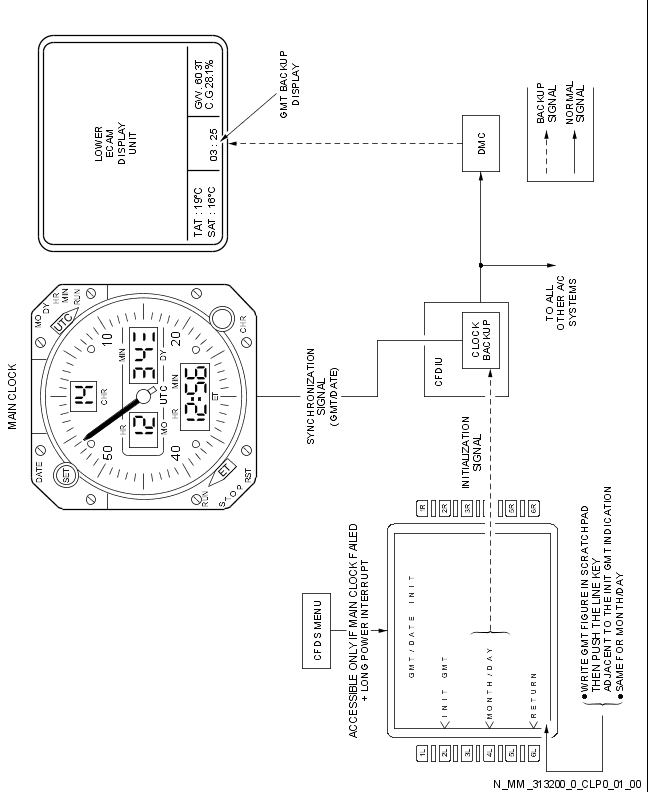 MAIN CLOCK
DATE
SET
MO
DY
HR
MIN
RUN
UTC
50
10
14
CHR
HR
MIN
12
34
MO
UTC
DY
40
20
HR
MIN
12:56
ET
ET
RUN
STOP
RST
CHR
LOWER
ECAM
DISPLAY
UNIT
TAT : 19°C
SAT : 16°C
03 : 25
GW. 60 3T
C.G 28.1%
GMT BACKUP
DISPLAY
SYNCHRONIZATION
SIGNAL
(GMT/DATE)
CFDIU
CLOCK
BACKUP
DMC
TO ALL
OTHER A/C
SYSTEMS
BACKUP
SIGNAL
NORMAL
SIGNAL
INITIALIZATION
SIGNAL
CFDS MENU
ACCESSIBLE ONLY IF MAIN CLOCK FAILED
+ LONG POWER INTERRUPT
GMT/DATE INIT
<INIT GMT
<MONTH/DAY
<RETURN
1L
2L
3L
4L
5L
6L
1R
2R
3R
4R
5R
6R
● WRITE GMT FIGURE IN SCRATCHPAD
THEN PUSH THE LINE KEY
ADJACENT TO THE INIT GMT INDICATION
● SAME FOR MONTH/DAY
N_MM_313200_0_CLP0_01_00